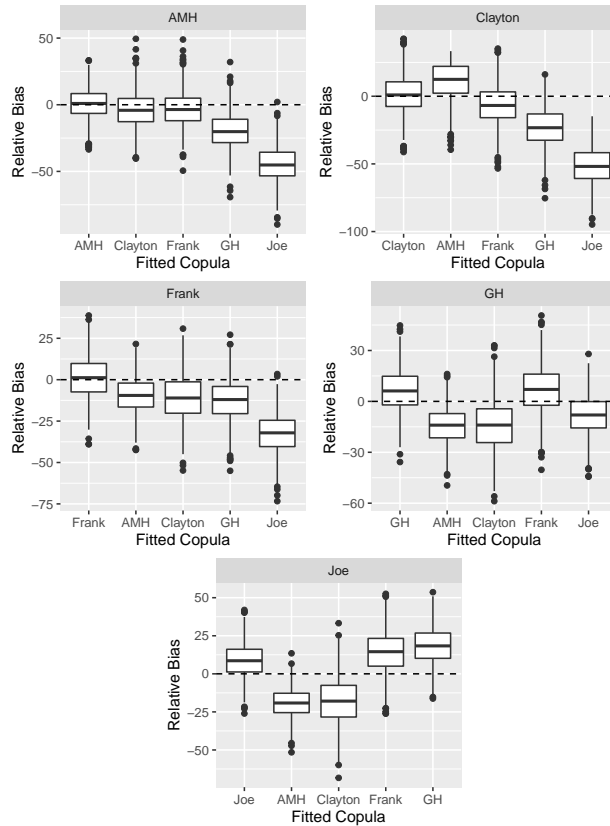 AMH
Relative Bias
50
0
−50
AMH Clayton Frank GH Joe
Fitted Copula
Clayton
Relative Bias
0
−50
−100
Clayton AMH Frank GH Joe
Fitted Copula
Frank
Relative Bias
25
0
−25
−50
−75
Frank AMH Clayton GH Joe
Fitted Copula
GH
Relative Bias
30
0
−30
−60
GH AMH Clayton Frank Joe
Fitted Copula
Joe
Relative Bias
50
25
0
−25
−50
Joe AMH Clayton Frank GH
Fitted Copula